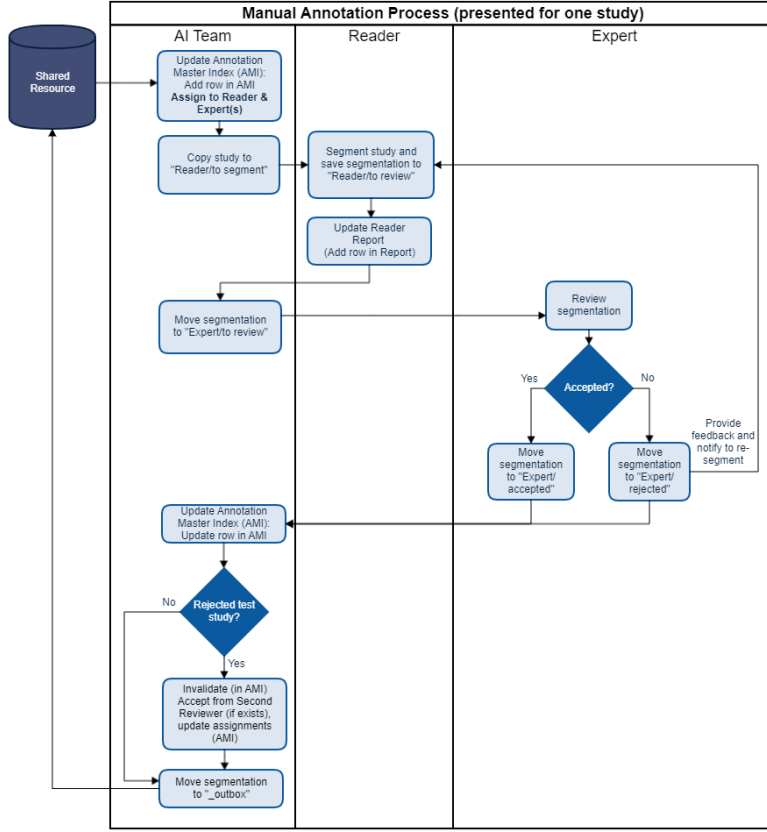 Manual Annotation Process (presented for one study)
AI Team
Reader
Expert
Shared
Resource
Update Annotation
Master Index (AMI):
Add row in AMI
Assign to Reader &
Expert(s)
Copy study to
"Reader/to segment"
Segment study and
save segmentation to
"Reader/to review"
Update Reader
Report
(Add row in Report)
Move segmentation
to "Expert/to review"
Review
segmentation
Accepted?
Yes
No
Provide
feedback and
notify to re-
segment
Move
segmentation
to "Expert/
accepted"
Move
segmentation
to "Expert/
rejected"
Update Annotation
Master Index (AMI):
Update row in AMI
Rejected test
study?
No
Yes
Invalidate (in AMI)
Accept from Second
Reviewer (if exists),
update assignments
(AMI)
Move segmentation
to "_outbox"